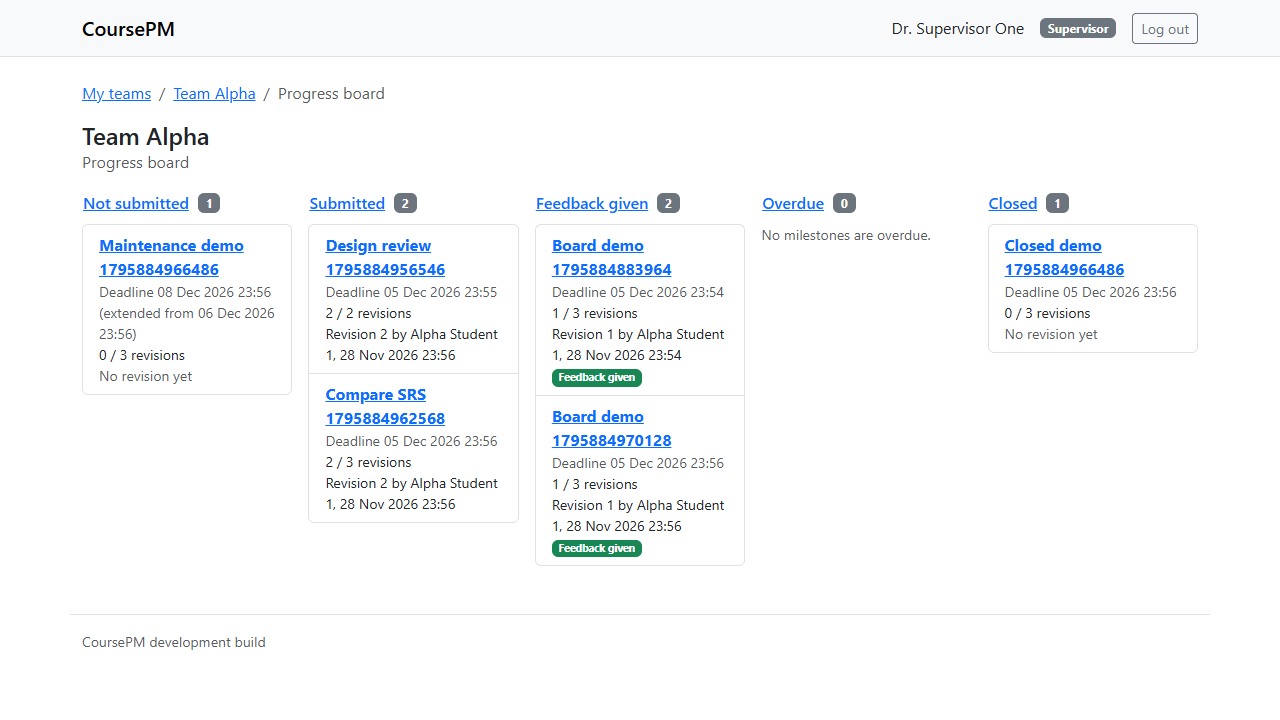 CoursePM
Dr. Supervisor One
Supervisor
Log out
My teams / Team Alpha / Progress board
Team Alpha
Progress board
Not submitted 1
Maintenance demo
1795884966486
Deadline 08 Dec 2026 23:56
(extended from 06 Dec 2026
23:56)
0 / 3 revisions
No revision yet
Submitted 2
Design review
1795884956546
Deadline 05 Dec 2026 23:55
2 / 2 revisions
Revision 2 by Alpha Student
1, 28 Nov 2026 23:56
Compare SRS
1795884962568
Deadline 05 Dec 2026 23:56
2 / 3 revisions
Revision 2 by Alpha Student
1, 28 Nov 2026 23:56
Feedback given 2
Board demo
1795884883964
Deadline 05 Dec 2026 23:54
1 / 3 revisions
Revision 1 by Alpha Student
1, 28 Nov 2026 23:54
Feedback given
Board demo
1795884970128
Deadline 05 Dec 2026 23:56
1 / 3 revisions
Revision 1 by Alpha Student
1, 28 Nov 2026 23:56
Feedback given
Overdue 0
No milestones are overdue.
Closed 1
Closed demo
1795884966486
Deadline 05 Dec 2026 23:56
0 / 3 revisions
No revision yet
CoursePM development build